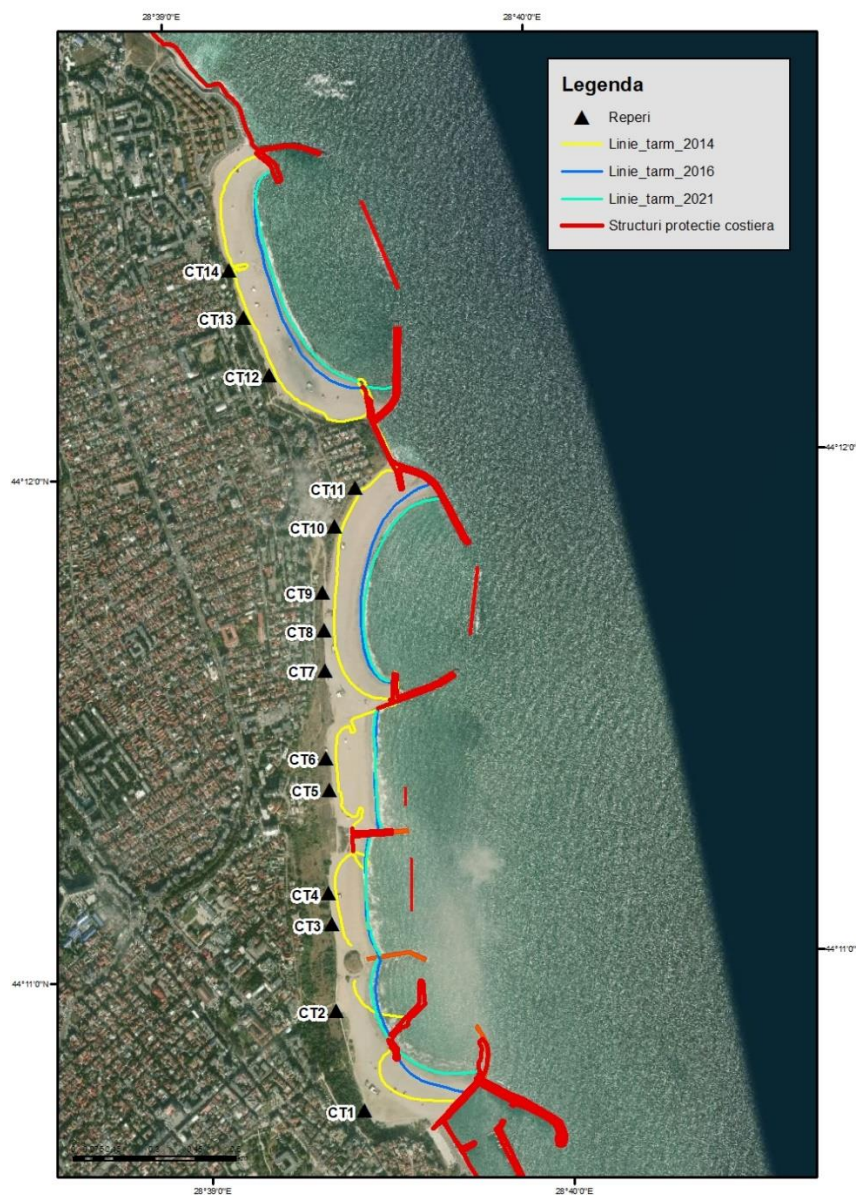 28°39'0"E
28°40'0"E
Legenda
Reperi
Linie_tarm_2014
Linie_tarm_2016
Linie_tarm_2021
Structuri protectie costiera
CT14
CT13
CT12
44°12'0"
44°12'0"N
CT11
CT10
CT9
CT8
CT7
CT6
CT5
CT4
CT3
44°11'0"
44°11'0"N
CT2
CT1
28°39'0"E
28°40'0"E